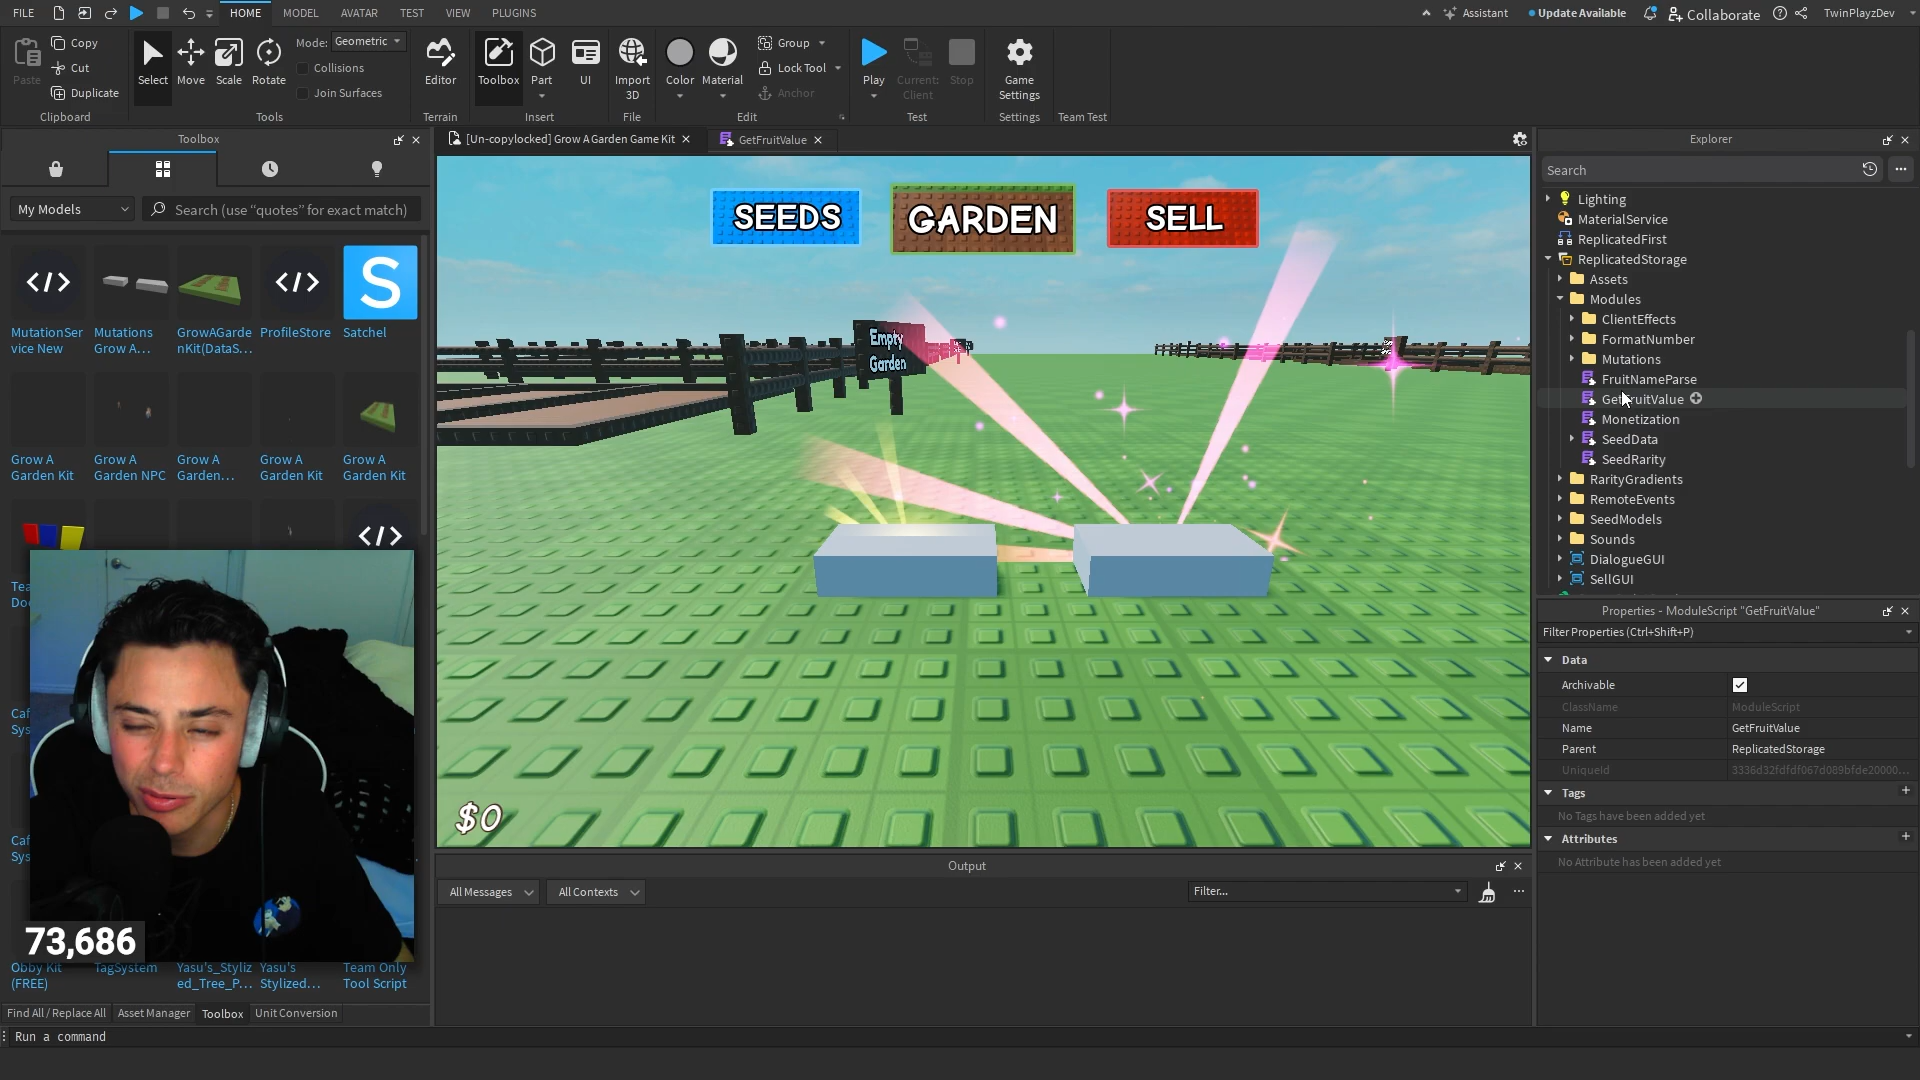 FILE
HOME
MODEL
AVATAR
TEST
VIEW
PLUGINS
Assistant
Update Available
Collaborate
TwinPlayzDev
Paste
Copy
Cut
Duplicate
Clipboard
Select
Move
Scale
Rotate
Mode: Geometric
Collisions
Join Surfaces
Tools
Editor
Terrain
Toolbox
Part
UI
Insert
Import
3D
File
Color
Material
Group
Lock Tool
Anchor
Edit
Play
Current:
Client
Stop
Test
Game
Settings
Settings
Team Test
Toolbox
My Models
Search (use “quotes” for exact match)
MutationSer
vice New
Mutations
Grow A...
GrowAGarde
nKit(DataS...
ProfileStore
Satchel
S
Grow A
Garden Kit
Grow A
Garden NPC
Grow A
Garden...
Grow A
Garden Kit
Grow A
Garden Kit
73,686
Obby Kit
(FREE)
TagSystem
Yasu's_Styliz
ed_Tree_P...
Yasu's
Stylized...
Team Only
Tool Script
Find All / Replace All
Asset Manager
Toolbox
Unit Conversion
Run a command
[Un-copylocked] Grow A Garden Game Kit
GetFruitValue
SEEDS
GARDEN
SELL
Empty
Garden
$0
Output
All Messages
All Contexts
Filter...
Explorer
Search
Lighting
MaterialService
ReplicatedFirst
ReplicatedStorage
Assets
Modules
ClientEffects
FormatNumber
Mutations
FruitNameParse
GetFruitValue
Monetization
SeedData
SeedRarity
RarityGradients
RemoteEvents
SeedModels
Sounds
DialogueGUI
SellGUI
Properties - ModuleScript "GetFruitValue"
Filter Properties (Ctrl+Shift+P)
Data
Archivable
ClassName ModuleScript
Name GetFruitValue
Parent ReplicatedStorage
UniqueId 3336d32fdfdf067d089bfde20000...
Tags
No Tags have been added yet
Attributes
No Attribute has been added yet